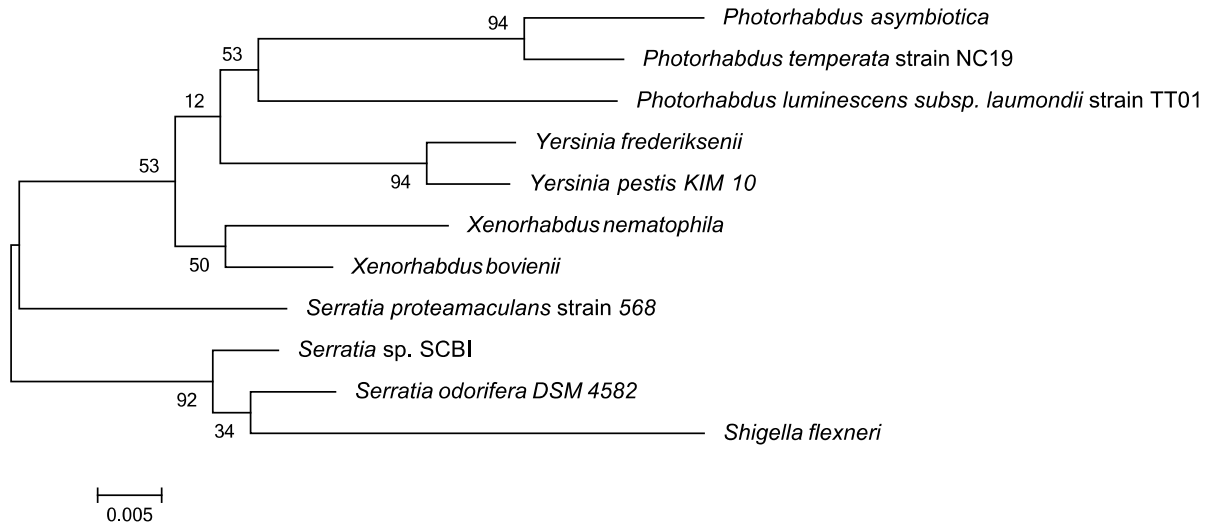 94
Photorhabdus asymbiotica
53
Photorhabdus temperata strain NC19
12
Photorhabdus luminescens subsp. laumondii strain TT01
Yersinia frederiksenii
53
94
Yersinia pestis KIM 10
Xenorhabdus nematophila
50
Xenorhabdus bovienii
Serratia proteamaculans strain 568
Serratia sp. SCBI
92
Serratia odorifera DSM 4582
34
Shigella flexneri
0.005